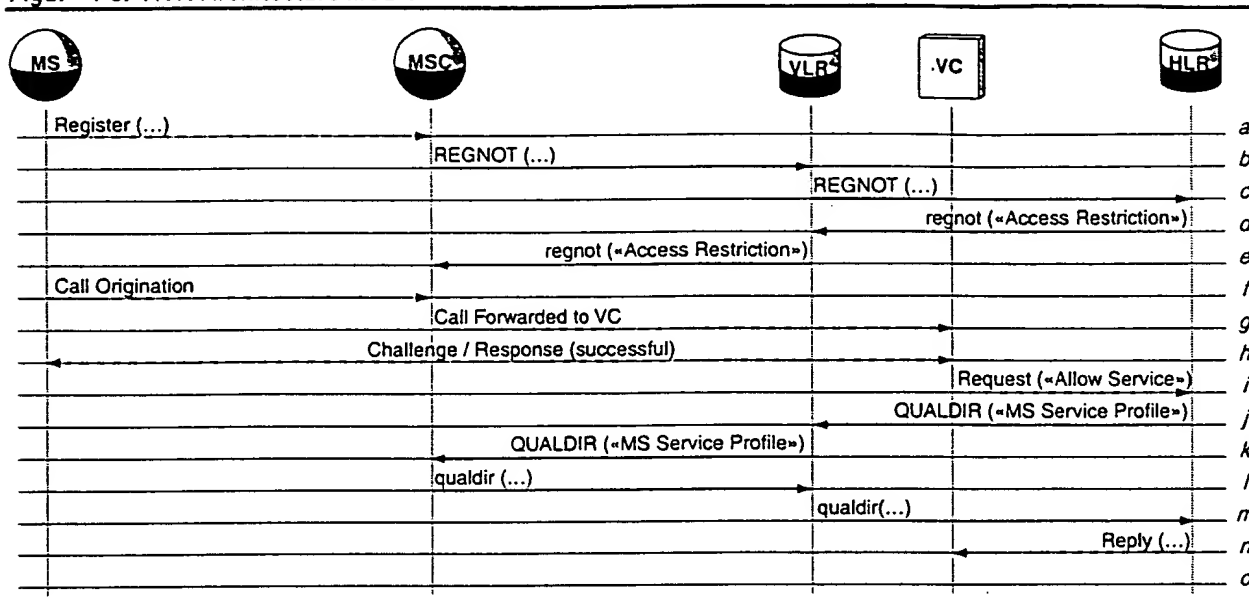 MS MSC VLR VC HLR
Register (...) a
REGNOT (...) b
REGNOT (...) c
regnot («Access Restriction») d
regnot («Access Restriction») e
Call Origination f
Call Forwarded to VC g
Challenge / Response (successful) h
Request («Allow Service») i
QUALDIR («MS Service Profile») j
QUALDIR («MS Service Profile») k
qualdir (...) l
qualdir(...) m
Reply (...) n
o